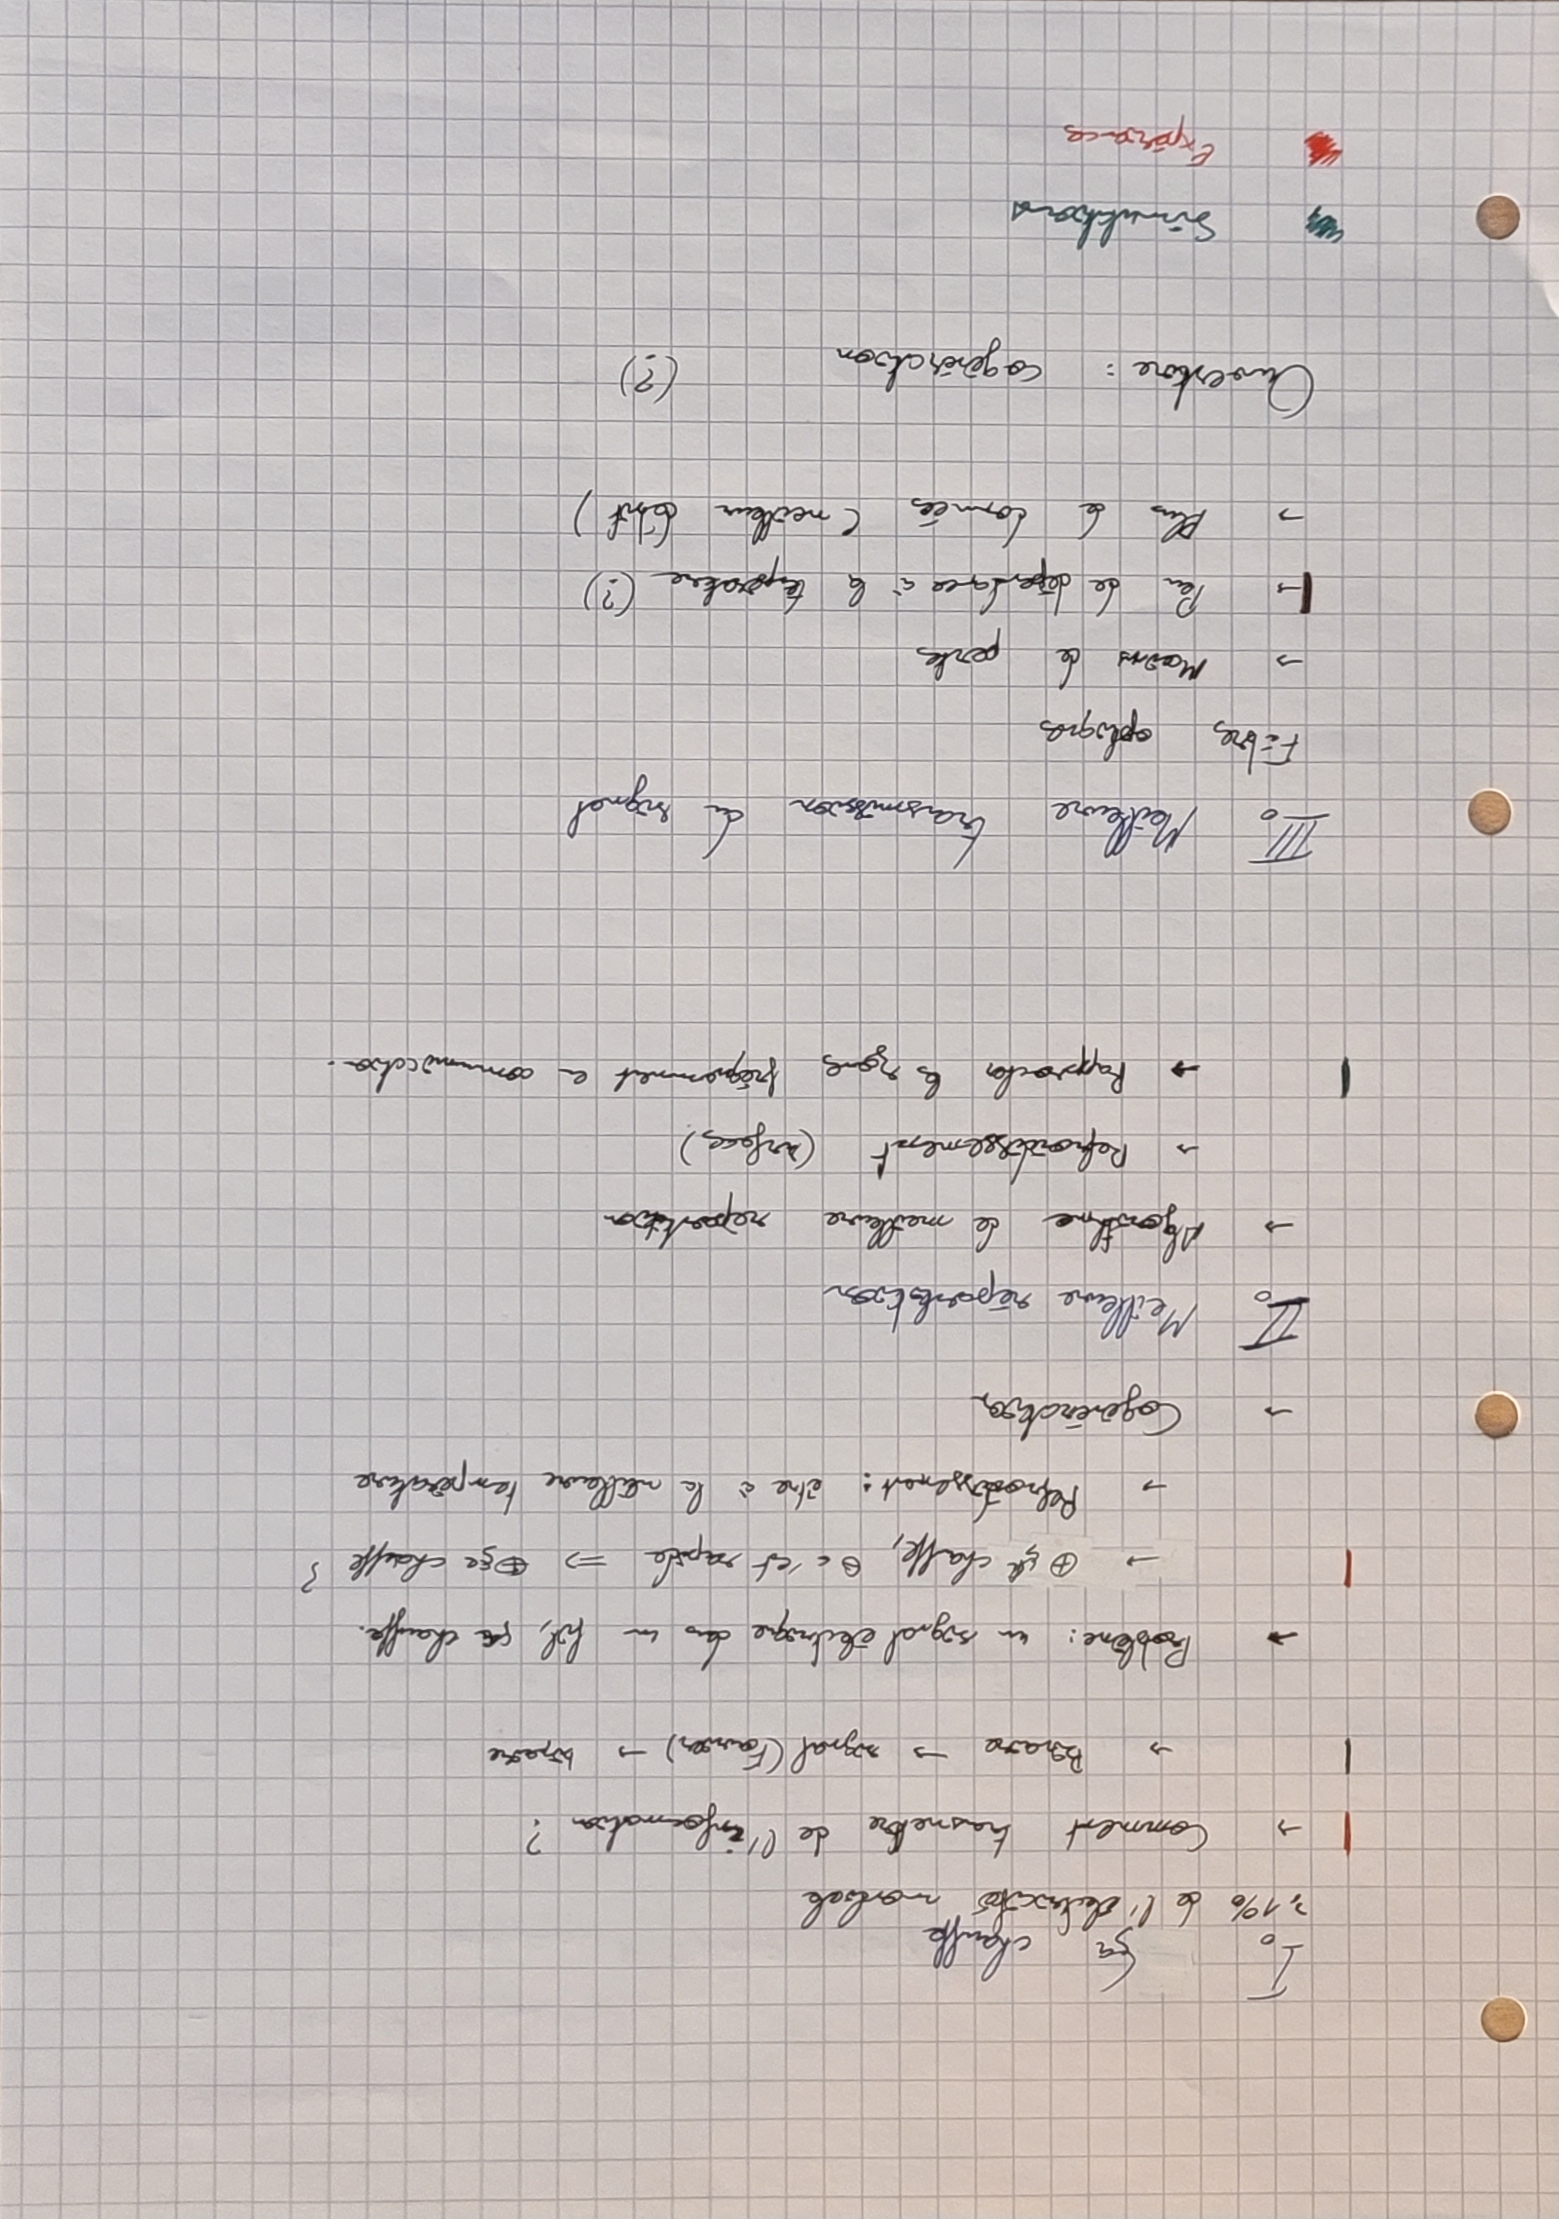 I. ça chauffe
≥1% de l'électricité mondiale
→ Comment transmettre de l'information ?
→ Binaire → signal (Fourier) → binaire
→ Problème : un signal électrique dans un fil, ça chauffe.
→ ⊕ ça chauffe, ⊖ c'est rapide => ⊕ ça chauffe ?
→ Refroidissement : être à la meilleure température
→ Cogénération
II. Meilleure répartition
→ Algorithme de meilleure répartition
→ Refroidissement (surfaces)
→ Rapprocher les zones fréquemment en communication.
III. Meilleure transmission du signal
Fibres optiques
→ Moins de pertes
→ Peu de dépendance à la température (?)
→ Plus de données (meilleur débit)
Ouverture : cogénération (?)
Simulations
Expériences